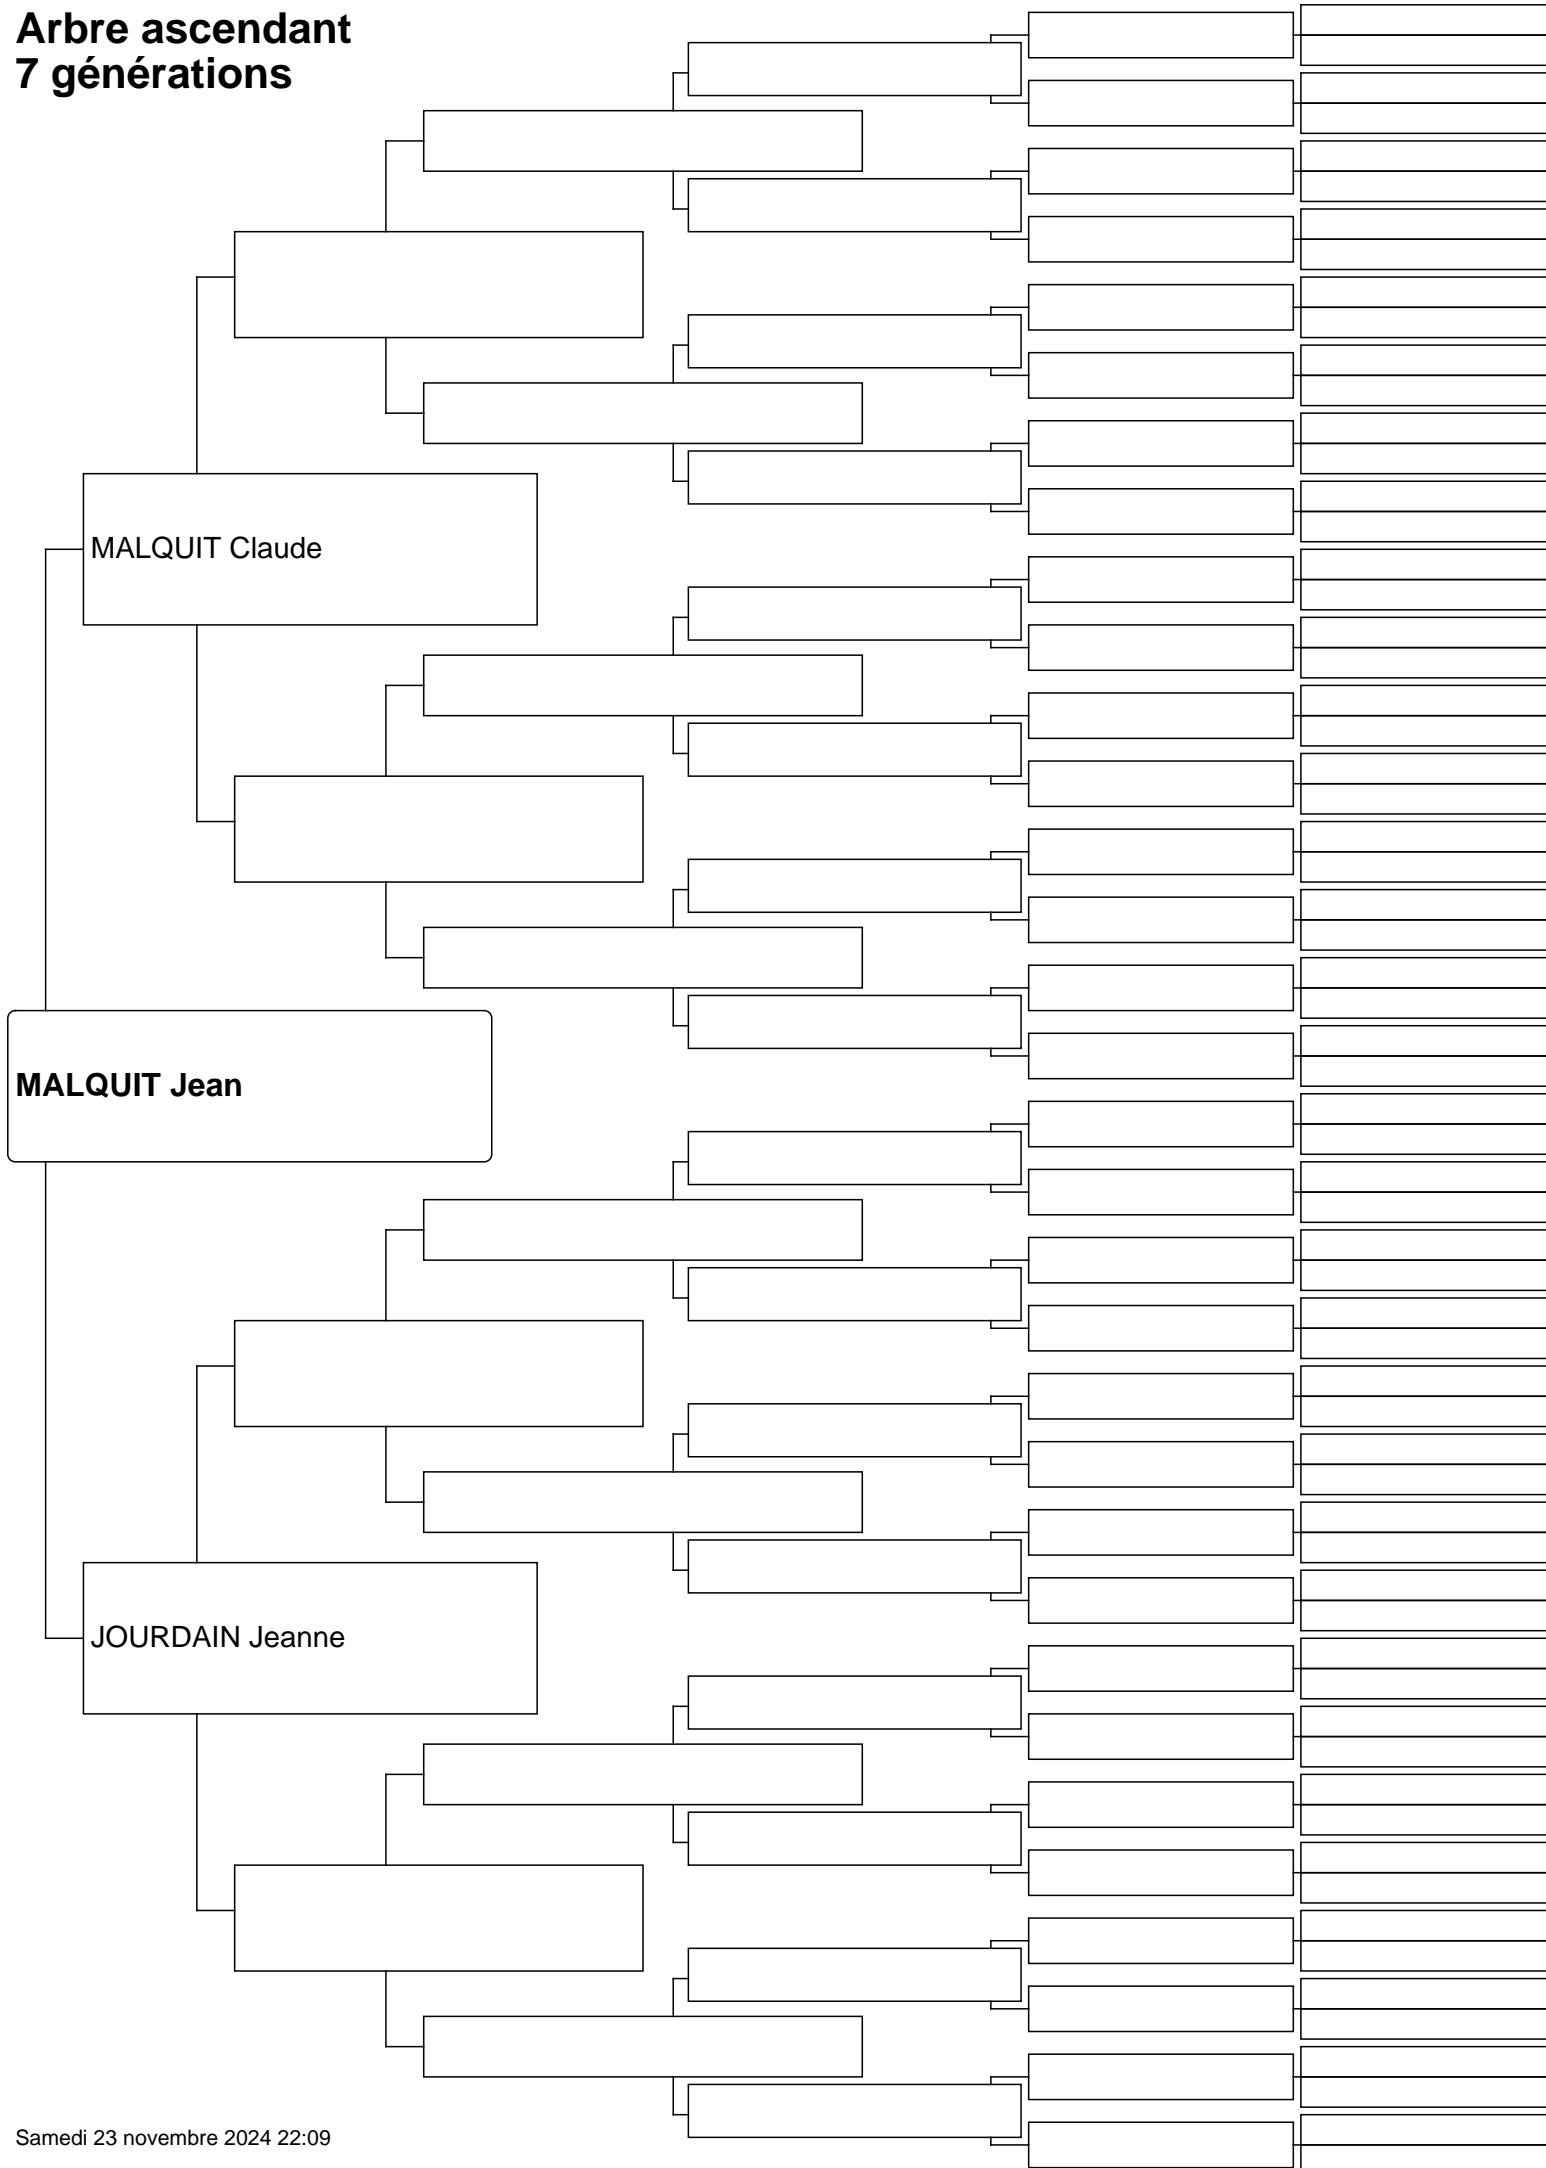 Arbre ascendant
7 générations
MALQUIT Claude
MALQUIT Jean
JOURDAIN Jeanne
Samedi 23 novembre 2024 22:09